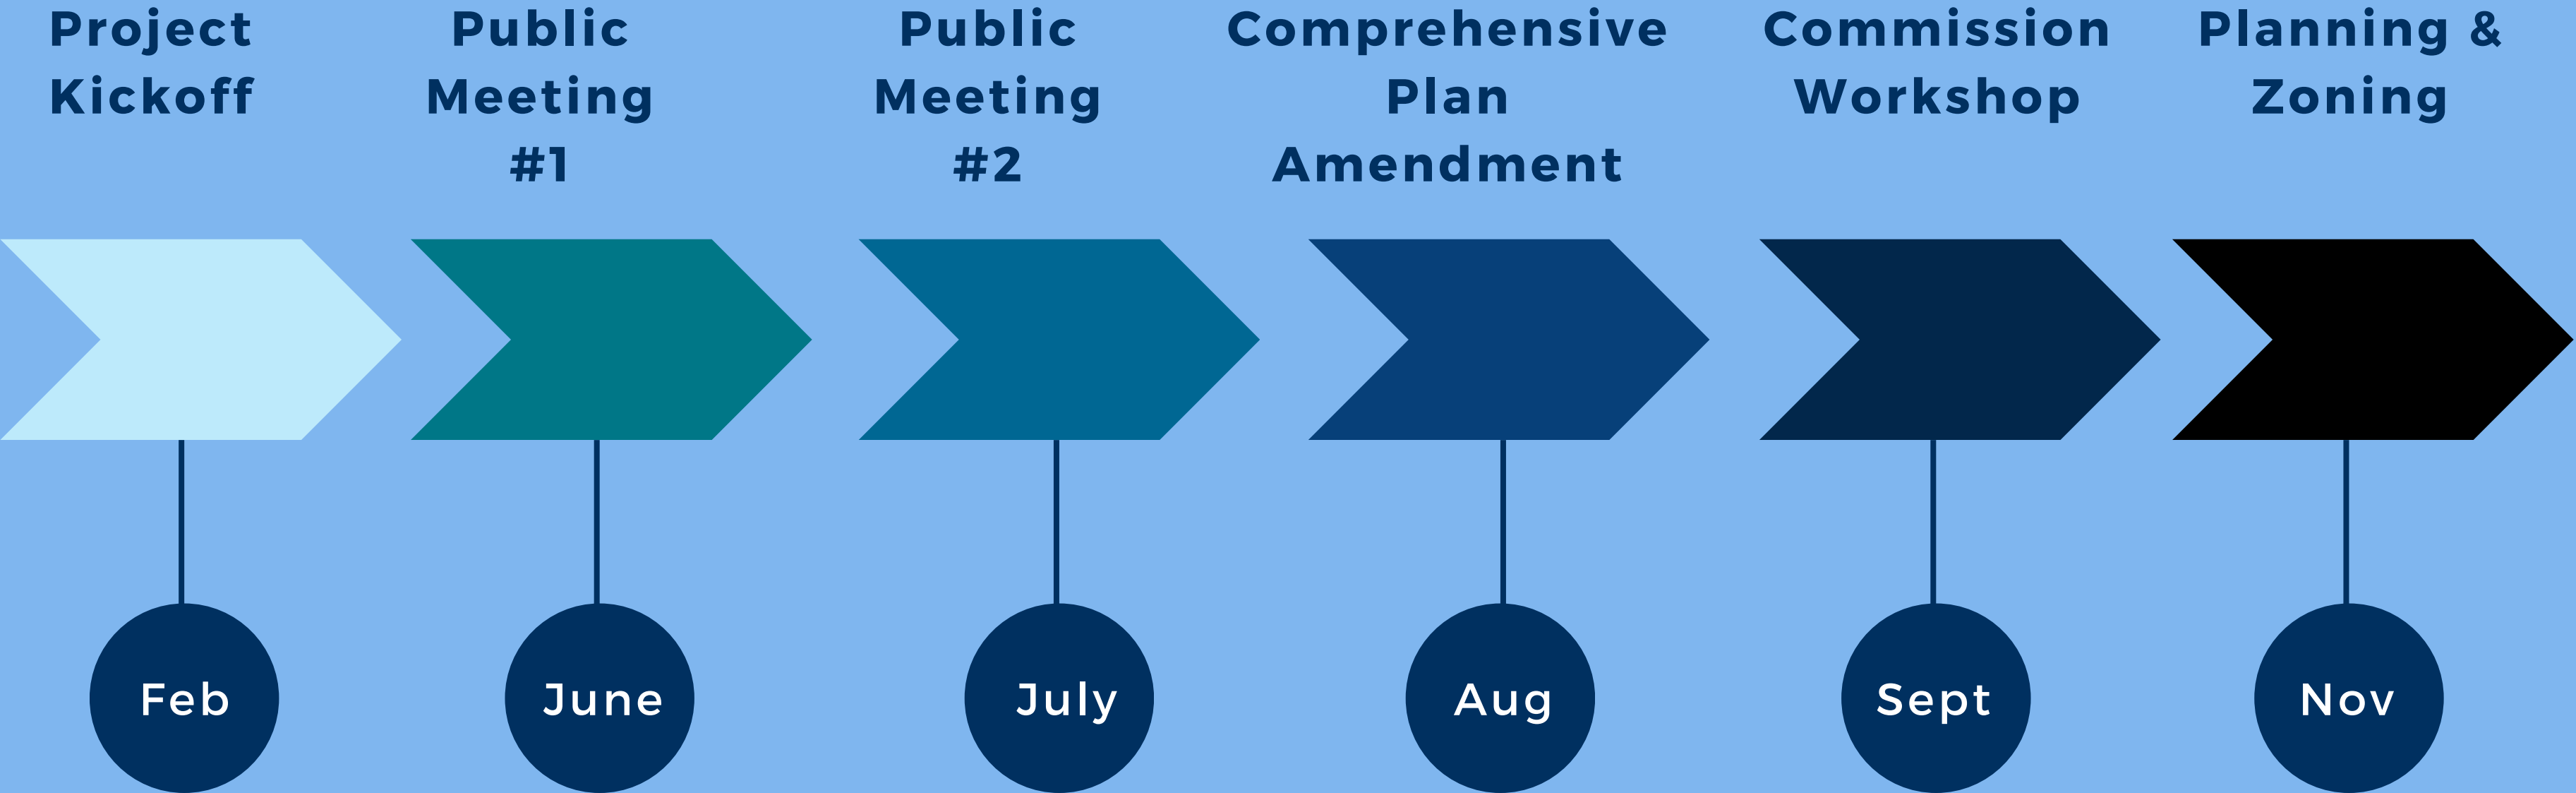 Project
Kickoff
Public
Meeting
#1
Public
Meeting
#2
Comprehensive
Plan
Amendment
Commission
Workshop
Planning &
Zoning
Feb
June
July
Aug
Sept
Nov